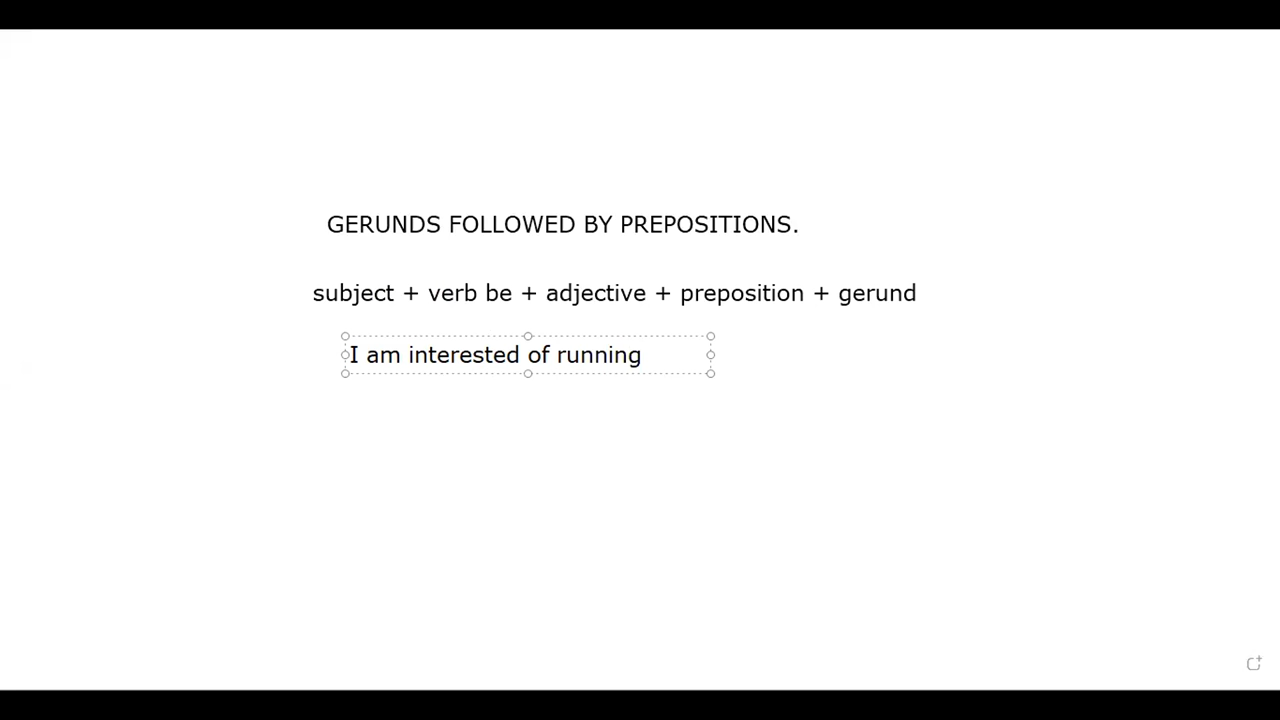 GERUNDS FOLLOWED BY PREPOSITIONS.
subject + verb be + adjective + preposition + gerund
I am interested of running